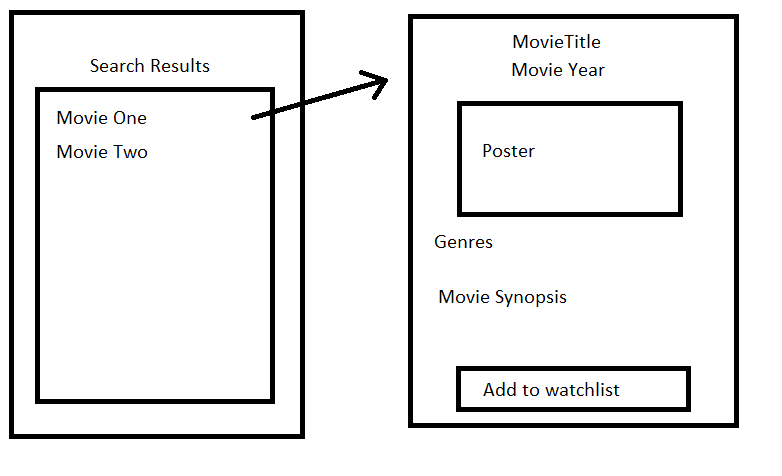 Search Results
Movie One
Movie Two
MovieTitle
Movie Year
Poster
Genres
Movie Synopsis
Add to watchlist